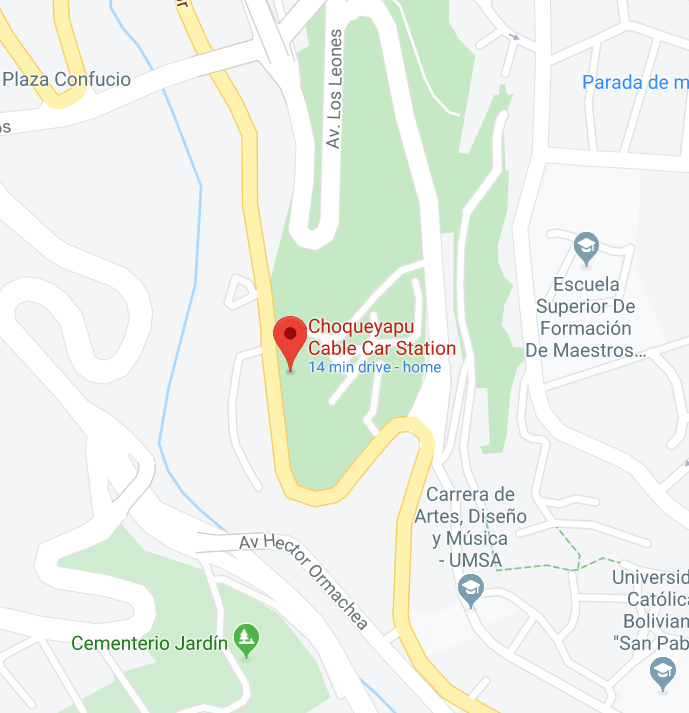 Av. Los Leones
Plaza Confucio
Parada de m
os
Escuela
Superior De
Formación
De Maestros...
Choqueyapu
Cable Car Station
14 min drive - home
Carrera de
Artes, Diseño
y Música
- UMSA
Av Hector Ormachea
Universid
Católica
Bolivian
"San Pab
Cementerio Jardín